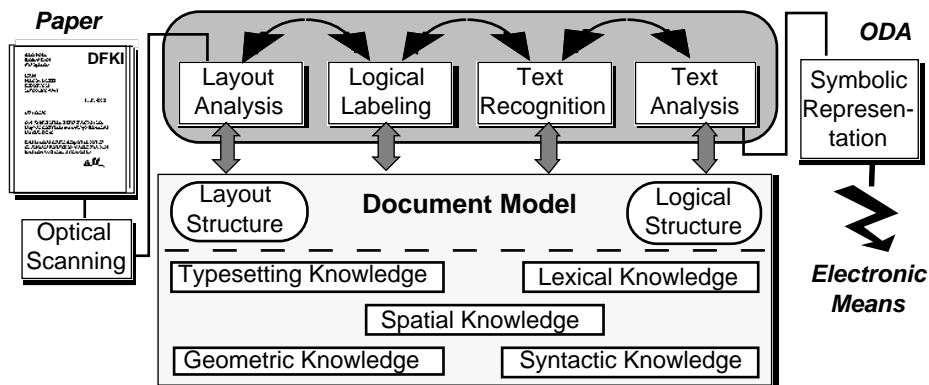 Paper
DFKI
Optical
Scanning
Layout
Analysis
Logical
Labeling
Text
Recognition
Text
Analysis
ODA
Symbolic
Represen-
tation
Electronic
Means
Layout
Structure
Document Model
Logical
Structure
Typesetting Knowledge
Lexical Knowledge
Spatial Knowledge
Geometric Knowledge
Syntactic Knowledge